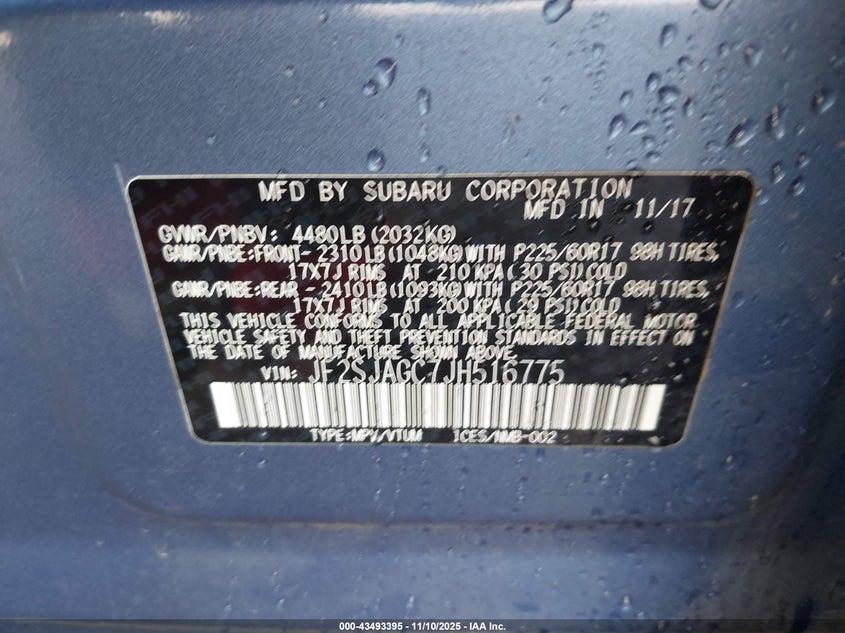 MFD BY SUBARU CORPORATION
MFD IN 11/17
GVWR/PNBV: 4480LB(2032KG)
GAWR/PNBE:FRONT- 2310LB(1048KG)WITH P225/60R17 98H TIRES,
17X7J RIMS AT 210 KPA( 30 PSI)COLD
GAWR/PNBE:REAR - 2410LB(1093KG)WITH P225/60R17 98H TIRES,
17X7J RIMS AT 200 KPA( 29 PSI)COLD
THIS VEHICLE CONFORMS TO ALL APPLICABLE FEDERAL MOTOR
VEHICLE SAFETY AND THEFT PREVENTION STANDARDS IN EFFECT ON
THE DATE OF MANUFACTURE SHOWN ABOVE.
VIN: JF2SJAGC7JH516775
TYPE:MPV/VTUM ICES/NMB-002
000-43493395 - 11/10/2025 - IAA Inc.